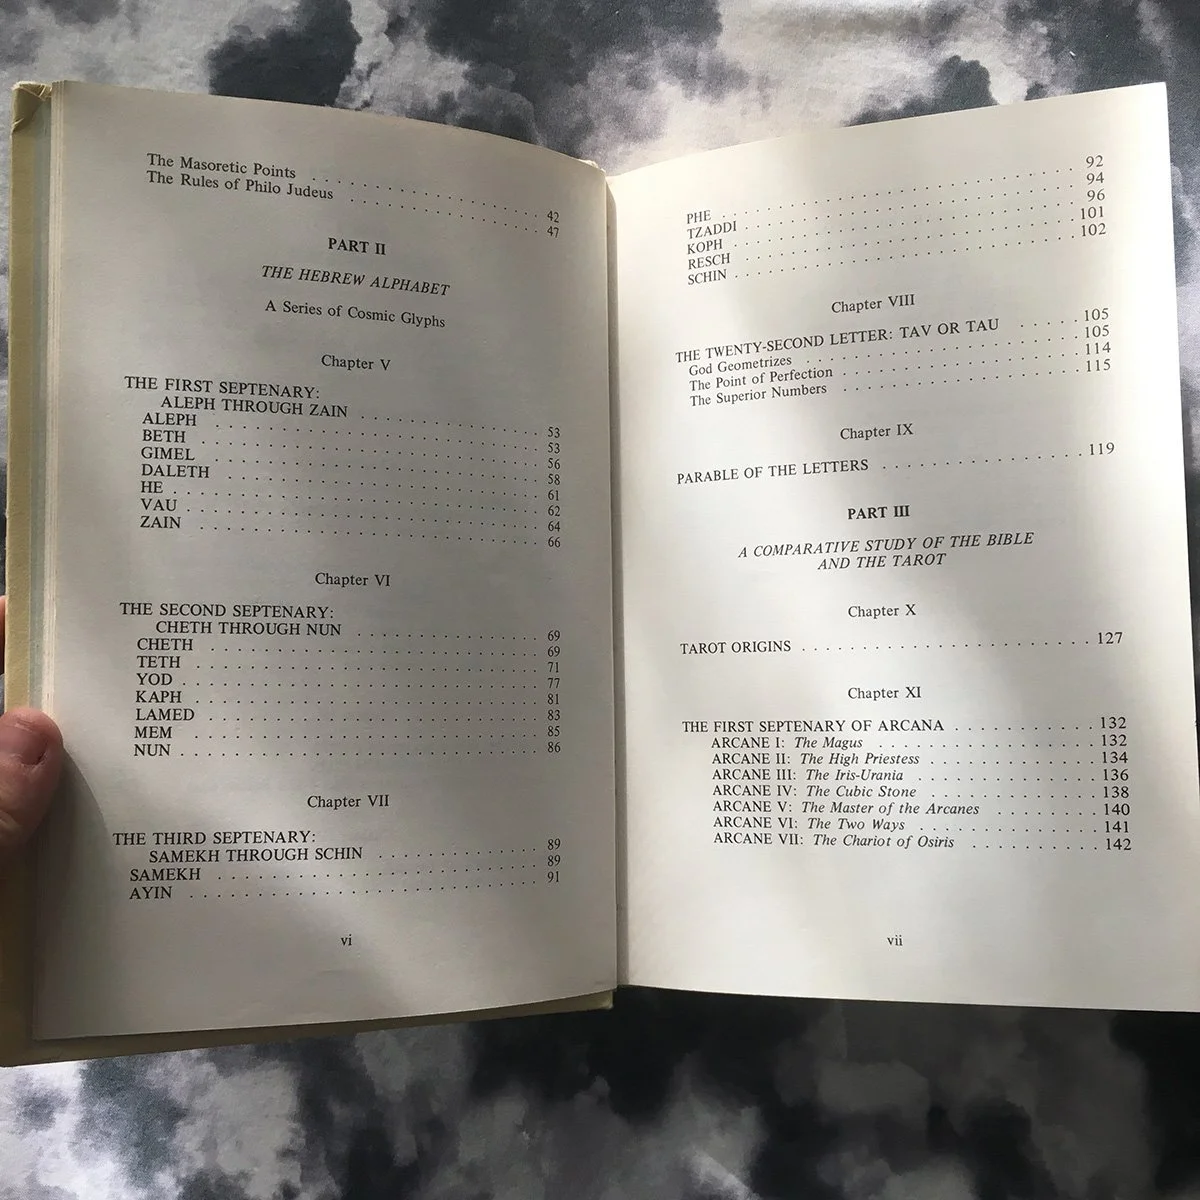 The Masoretic Points . . . . . . . . . . . . . . . . . . 42
The Rules of Philo Judeus . . . . . . . . . . . . . . . . 47
PART II
THE HEBREW ALPHABET
A Series of Cosmic Glyphs
Chapter V
THE FIRST SEPTENARY:
ALEPH THROUGH ZAIN . . . . . . . . . . . . . . . . 53
ALEPH . . . . . . . . . . . . . . . . 53
BETH . . . . . . . . . . . . . . . . 56
GIMEL . . . . . . . . . . . . . . . . 58
DALETH . . . . . . . . . . . . . . . . 61
HE . . . . . . . . . . . . . . . . 62
VAU . . . . . . . . . . . . . . . . 64
ZAIN . . . . . . . . . . . . . . . . 66
Chapter VI
THE SECOND SEPTENARY:
CHETH THROUGH NUN . . . . . . . . . . . . . . . . 69
CHETH . . . . . . . . . . . . . . . . 69
TETH . . . . . . . . . . . . . . . . 71
YOD . . . . . . . . . . . . . . . . 77
KAPH . . . . . . . . . . . . . . . . 81
LAMED . . . . . . . . . . . . . . . . 83
MEM . . . . . . . . . . . . . . . . 85
NUN . . . . . . . . . . . . . . . . 86
Chapter VII
THE THIRD SEPTENARY:
SAMEKH THROUGH SCHIN . . . . . . . . . . . . . . . . 89
SAMEKH . . . . . . . . . . . . . . . . 89
AYIN . . . . . . . . . . . . . . . . 91
vi
PHE . . . . . . . . . . . . . . . . 92
TZADDI . . . . . . . . . . . . . . . . 94
KOPH . . . . . . . . . . . . . . . . 96
RESCH . . . . . . . . . . . . . . . . 101
SCHIN . . . . . . . . . . . . . . . . 102
Chapter VIII
THE TWENTY-SECOND LETTER: TAV OR TAU . . . . . 105
God Geometrizes . . . . . . . . . . . . . . . . 105
The Point of Perfection . . . . . . . . . . . . . . . . 114
The Superior Numbers . . . . . . . . . . . . . . . . 115
Chapter IX
PARABLE OF THE LETTERS . . . . . . . . . . . . . . . . 119
PART III
A COMPARATIVE STUDY OF THE BIBLE
AND THE TAROT
Chapter X
TAROT ORIGINS . . . . . . . . . . . . . . . . 127
Chapter XI
THE FIRST SEPTENARY OF ARCANA . . . . . . . . . . . 132
ARCANE I: The Magus . . . . . . . . . . . . . . . . 132
ARCANE II: The High Priestess . . . . . . . . . . . . 134
ARCANE III: The Iris-Urania . . . . . . . . . . . . . 136
ARCANE IV: The Cubic Stone . . . . . . . . . . . . 138
ARCANE V: The Master of the Arcanes . . . . . . . . 140
ARCANE VI: The Two Ways . . . . . . . . . . . . . 141
ARCANE VII: The Chariot of Osiris . . . . . . . . . . 142
vii